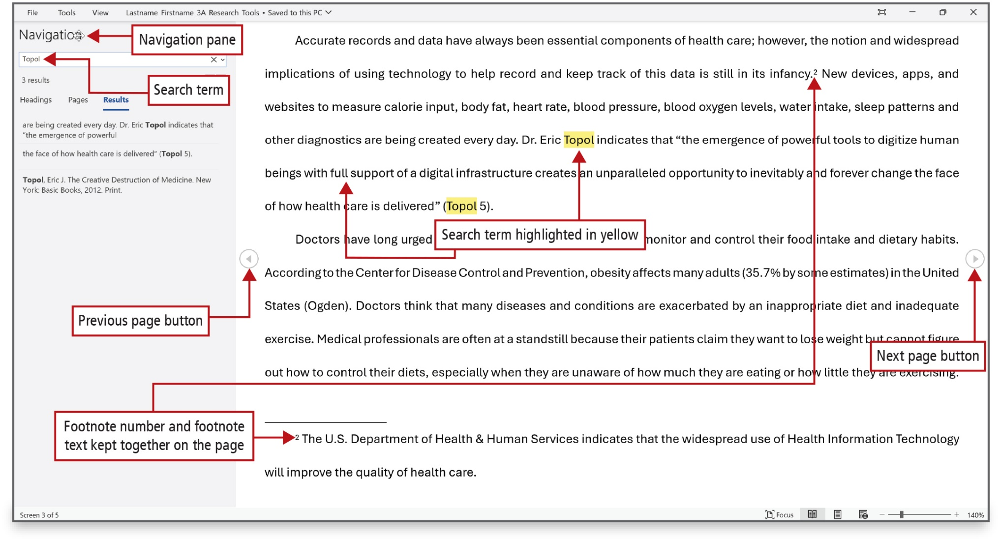 File Tools View Lastname_Firstname_3A_Research_Tools • Saved to this PC
Navigation
Navigation pane
Topol
3 results
Search term
Headings Pages Results
are being created every day. Dr. Eric Topol indicates that
“the emergence of powerful
the face of how health care is delivered” (Topol 5).
Topol, Eric J. The Creative Destruction of Medicine. New
York: Basic Books, 2012. Print.
Accurate records and data have always been essential components of health care; however, the notion and widespread
implications of using technology to help record and keep track of this data is still in its infancy.² New devices, apps, and
websites to measure calorie input, body fat, heart rate, blood pressure, blood oxygen levels, water intake, sleep patterns and
other diagnostics are being created every day. Dr. Eric Topol indicates that “the emergence of powerful tools to digitize human
beings with full support of a digital infrastructure creates an unparalleled opportunity to inevitably and forever change the face
of how health care is delivered” (Topol 5).
Search term highlighted in yellow
Doctors have long urged monitor and control their food intake and dietary habits.
According to the Center for Disease Control and Prevention, obesity affects many adults (35.7% by some estimates) in the United
States (Ogden). Doctors think that many diseases and conditions are exacerbated by an inappropriate diet and inadequate
exercise. Medical professionals are often at a standstill because their patients claim they want to lose weight but cannot figure
out how to control their diets, especially when they are unaware of how much they are eating or how little they are exercising.
Previous page button
Next page button
Footnote number and footnote
text kept together on the page
² The U.S. Department of Health & Human Services indicates that the widespread use of Health Information Technology
will improve the quality of health care.
Screen 3 of 5
Focus
140%